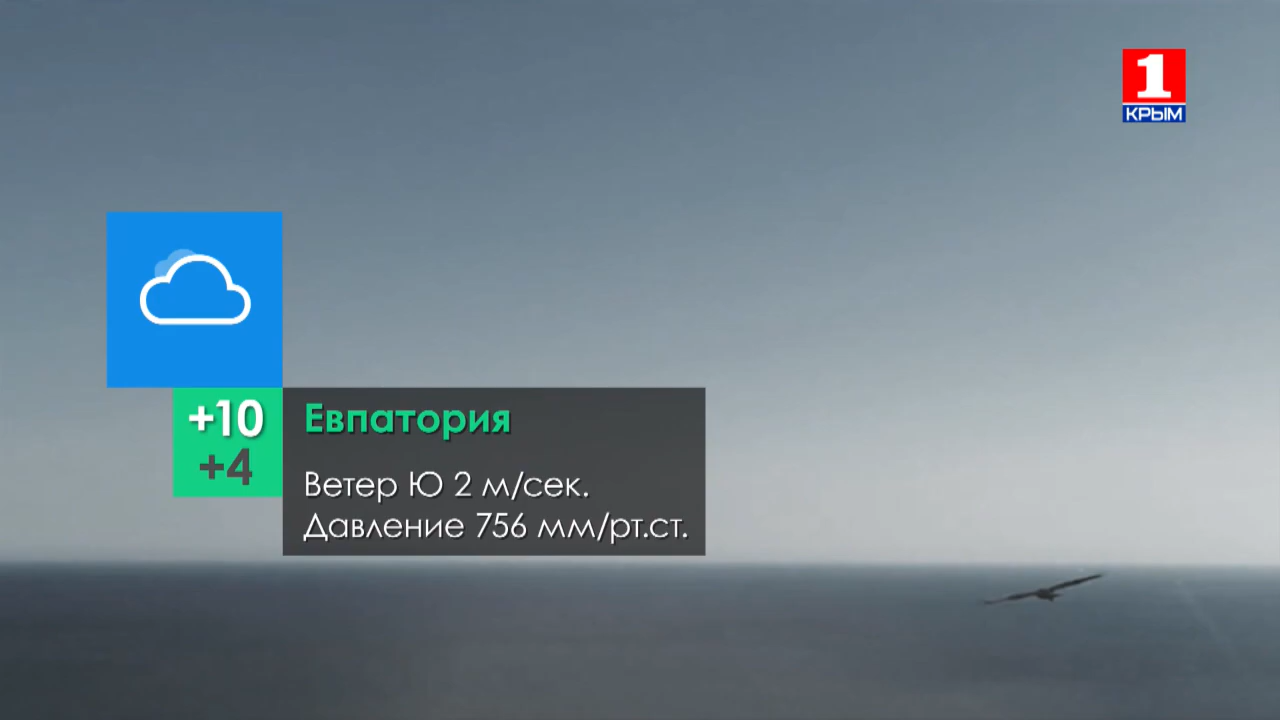 1
КРЫМ
+10
+4
Евпатория
Ветер Ю 2 м/сек.
Давление 756 мм/рт.ст.